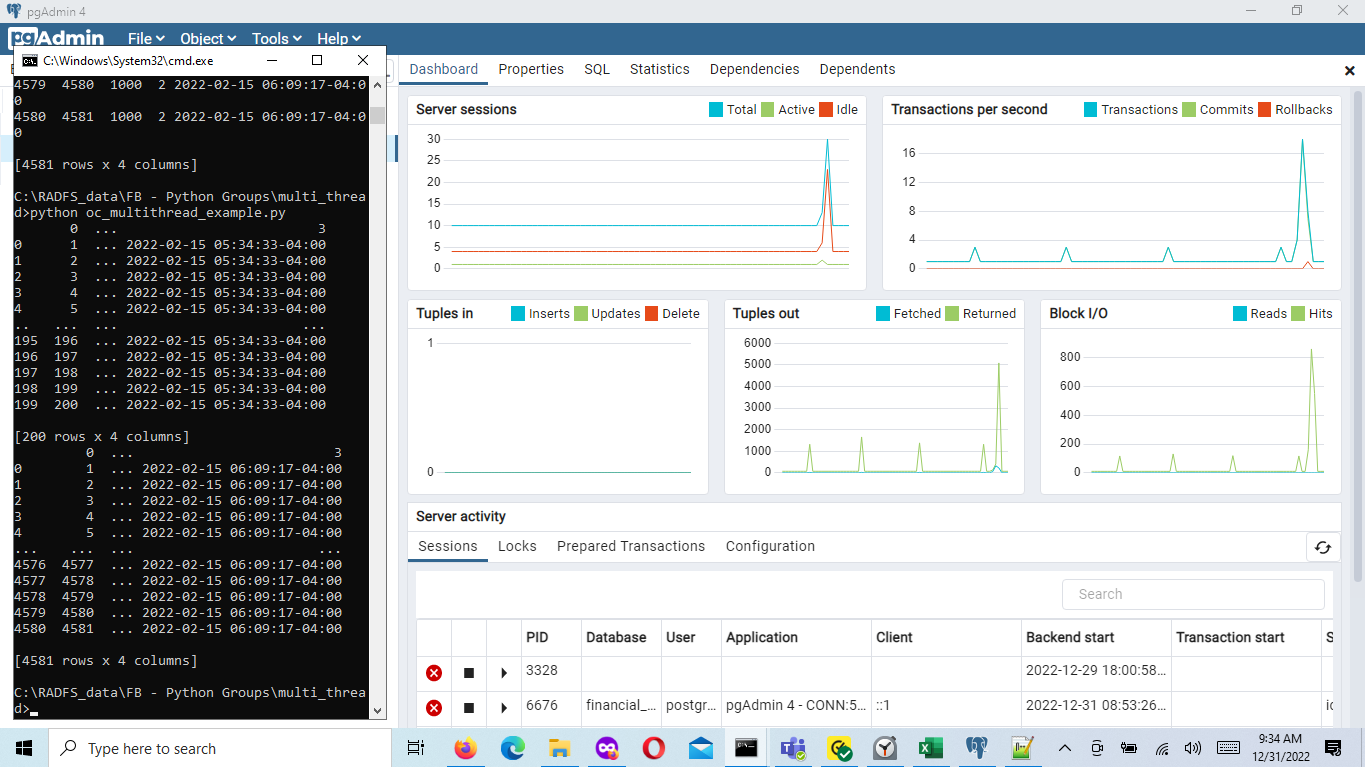 pgAdmin 4
pgAdmin File Object Tools Help
C:\Windows\System32\cmd.exe
4579 4580 1000 2 2022-02-15 06:09:17-04:0
0
4580 4581 1000 2 2022-02-15 06:09:17-04:0
0
[4581 rows x 4 columns]
C:\RADFS_data\FB - Python Groups\multi_threa
d>python oc_multithread_example.py
0 ... 3
0 1 ... 2022-02-15 05:34:33-04:00
1 2 ... 2022-02-15 05:34:33-04:00
2 3 ... 2022-02-15 05:34:33-04:00
3 4 ... 2022-02-15 05:34:33-04:00
4 5 ... 2022-02-15 05:34:33-04:00
.. ... ... ...
195 196 ... 2022-02-15 05:34:33-04:00
196 197 ... 2022-02-15 05:34:33-04:00
197 198 ... 2022-02-15 05:34:33-04:00
198 199 ... 2022-02-15 05:34:33-04:00
199 200 ... 2022-02-15 05:34:33-04:00
[200 rows x 4 columns]
0 ... 3
0 1 ... 2022-02-15 06:09:17-04:00
1 2 ... 2022-02-15 06:09:17-04:00
2 3 ... 2022-02-15 06:09:17-04:00
3 4 ... 2022-02-15 06:09:17-04:00
4 5 ... 2022-02-15 06:09:17-04:00
... ... ... ...
4576 4577 ... 2022-02-15 06:09:17-04:00
4577 4578 ... 2022-02-15 06:09:17-04:00
4578 4579 ... 2022-02-15 06:09:17-04:00
4579 4580 ... 2022-02-15 06:09:17-04:00
4580 4581 ... 2022-02-15 06:09:17-04:00
[4581 rows x 4 columns]
C:\RADFS_data\FB - Python Groups\multi_threa
d>
Dashboard Properties SQL Statistics Dependencies Dependents
Server sessions Total Active Idle
30
25
20
15
10
5
0
Transactions per second Transactions Commits Rollbacks
16
12
8
4
0
Tuples in Inserts Updates Delete
1
0
Tuples out Fetched Returned
6000
5000
4000
3000
2000
1000
0
Block I/O Reads Hits
800
600
400
200
0
Server activity
Sessions Locks Prepared Transactions Configuration
Search
PID Database User Application Client Backend start Transaction start S
3328 2022-12-29 18:00:58...
6676 financial_... postgr... pgAdmin 4 - CONN:5... ::1 2022-12-31 08:53:26...
Type here to search
9:34 AM
12/31/2022